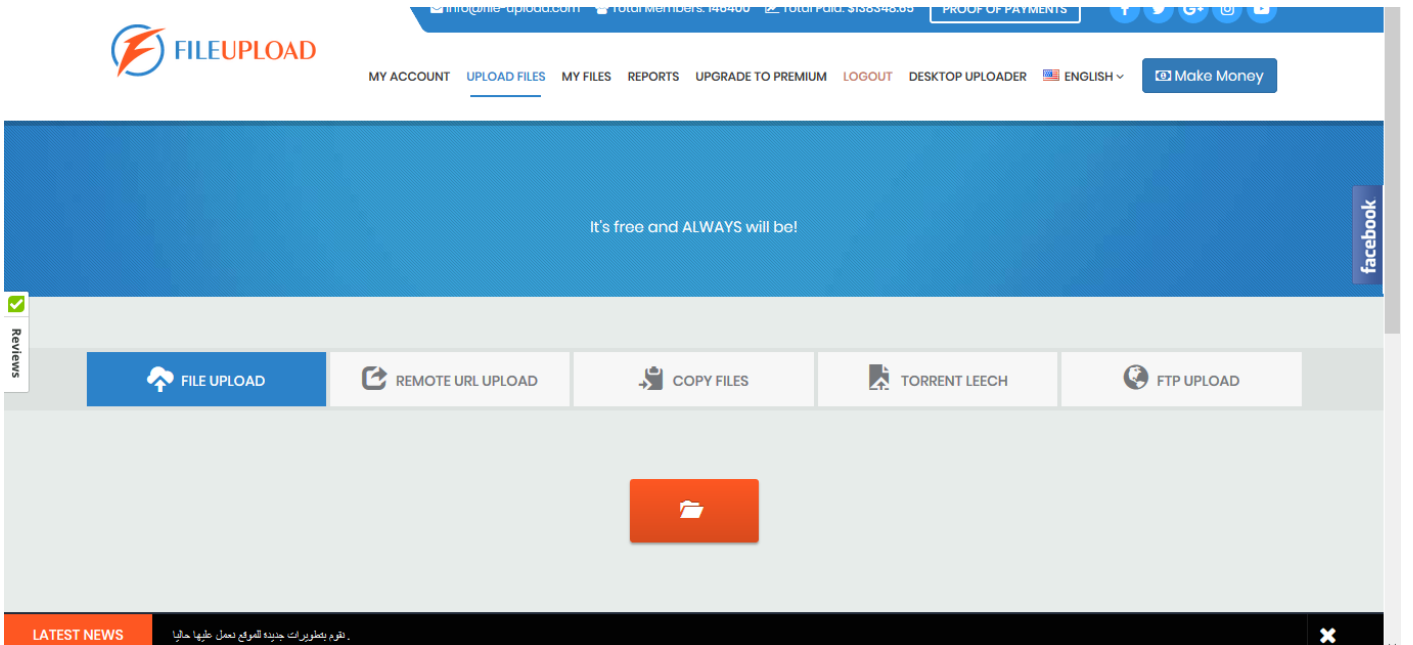 info@file-upload.com Total Members: 146400 Total Paid: $138348.65 PROOF OF PAYMENTS
FILEUPLOAD
MY ACCOUNT UPLOAD FILES MY FILES REPORTS UPGRADE TO PREMIUM LOGOUT DESKTOP UPLOADER ENGLISH Make Money
It's free and ALWAYS will be!
facebook
Reviews
FILE UPLOAD REMOTE URL UPLOAD COPY FILES TORRENT LEECH FTP UPLOAD
LATEST NEWS نقوم بتطويرات جديدة للموقع نعمل عليها حاليا .